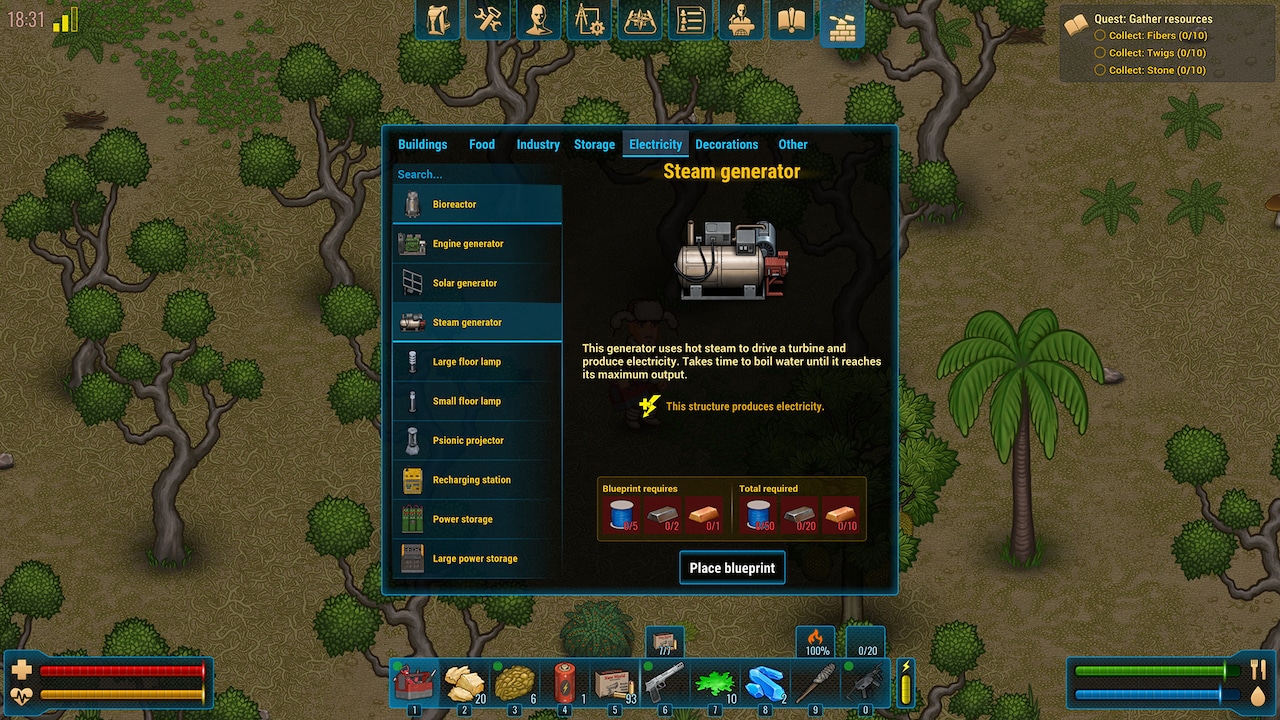 18:31
Quest: Gather resources
Collect: Fibers (0/10)
Collect: Twigs (0/10)
Collect: Stone (0/10)
Buildings Food Industry Storage Electricity Decorations Other
Search...
Steam generator
Bioreactor
Engine generator
Solar generator
Steam generator
Large floor lamp
Small floor lamp
Psionic projector
Recharging station
Power storage
Large power storage
This generator uses hot steam to drive a turbine and
produce electricity. Takes time to boil water until it reaches
its maximum output.
This structure produces electricity.
Blueprint requires Total required
0/5 0/2 0/1 0/50 0/20 0/10
Place blueprint
7/7 100% 0/20
20 6 1 93 10 2
1 2 3 4 5 6 7 8 9 0